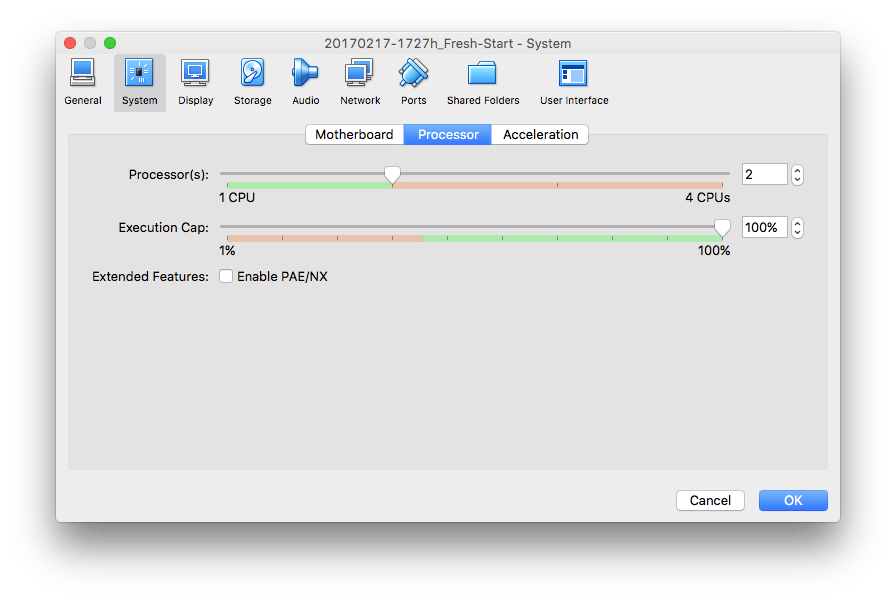 20170217-1727h_Fresh-Start - System
General System Display Storage Audio Network Ports Shared Folders User Interface
Motherboard Processor Acceleration
Processor(s): 2
1 CPU 4 CPUs
Execution Cap: 100%
1% 100%
Extended Features: Enable PAE/NX
Cancel OK